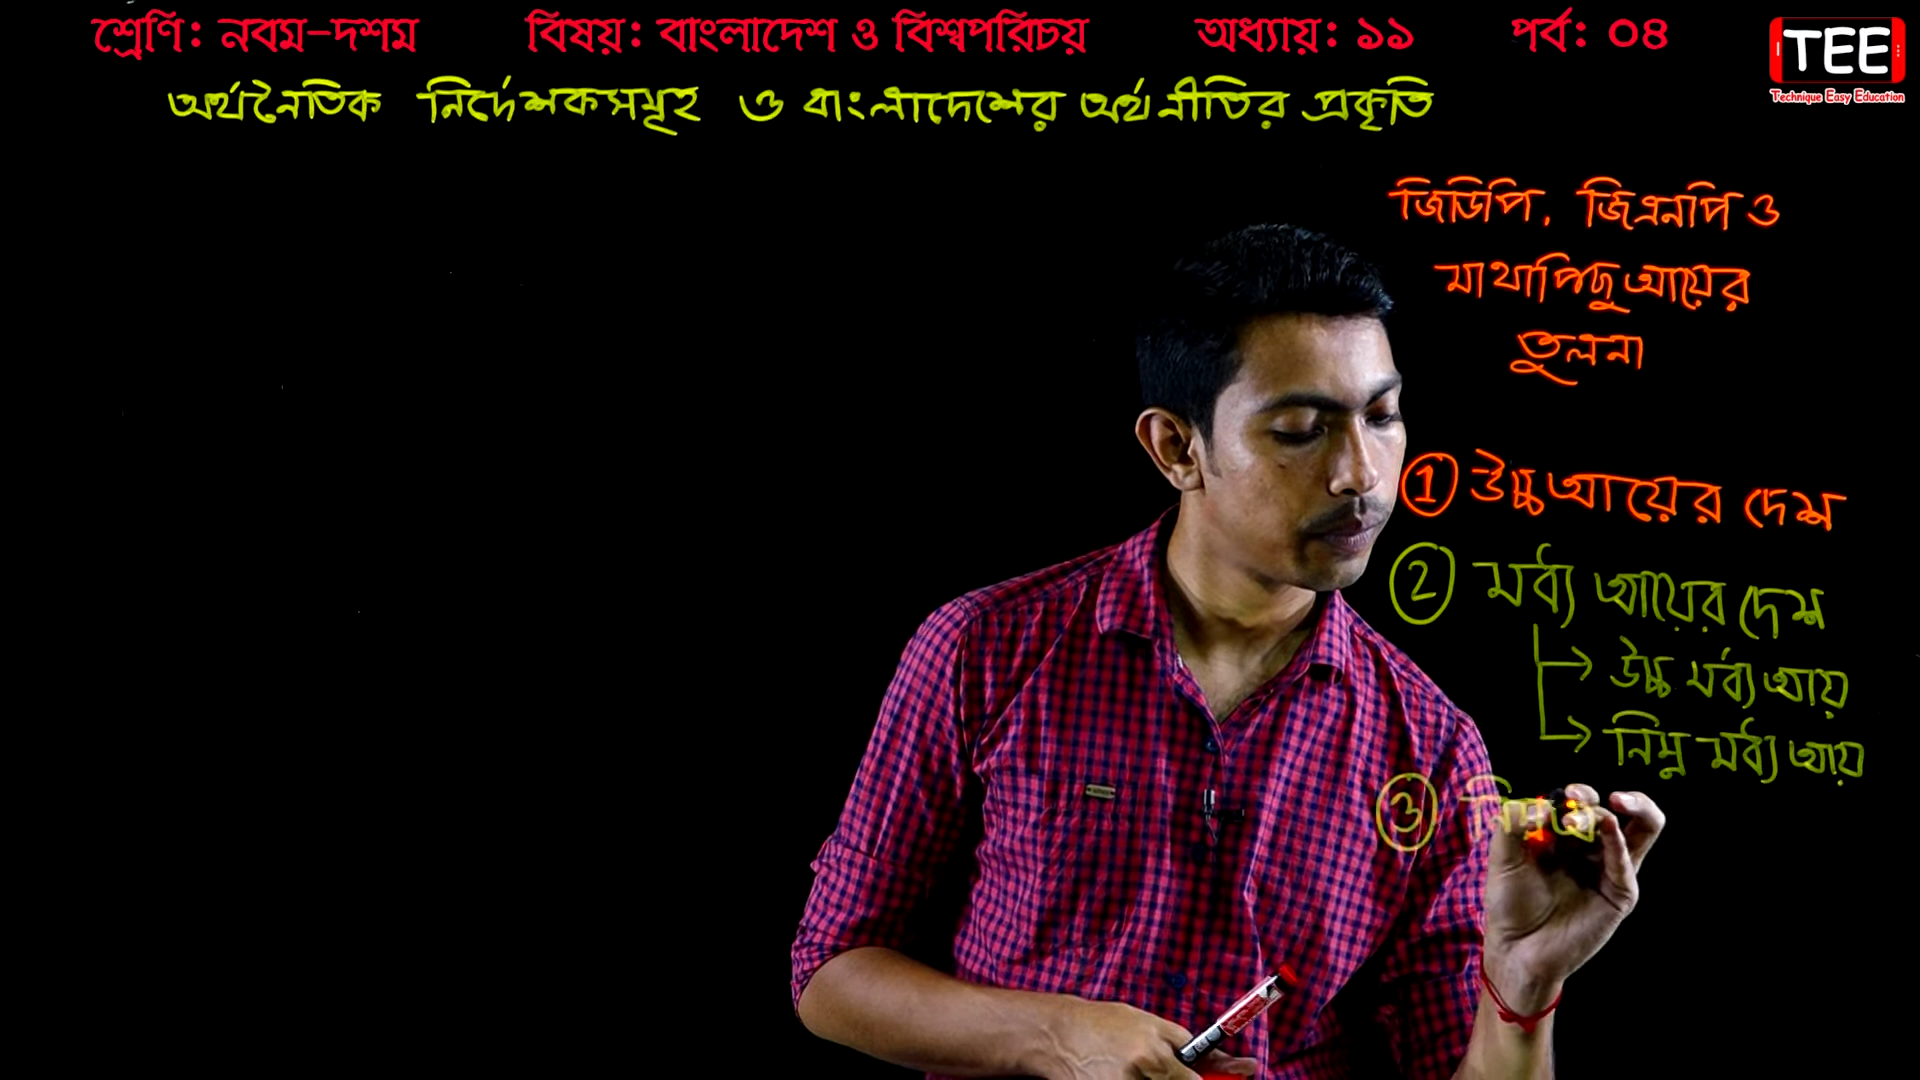 শ্রেণি: নবম-দশম বিষয়: বাংলাদেশ ও বিশ্বপরিচয় অধ্যায়: ১১ পর্ব: ০৪
TEE
Technique Easy Education
অর্থনৈতিক নির্দেশকসমূহ ও বাংলাদেশের অর্থনীতির প্রকৃতি
জিডিপি, জিএনপি ও
মাথাপিছু আয়ের
তুলনা
1 উচ্চ আয়ের দেশ
2 মধ্য আয়ের দেশ
→ উচ্চ মধ্য আয়
→ নিম্ন মধ্য আয়
3 নিম্ন